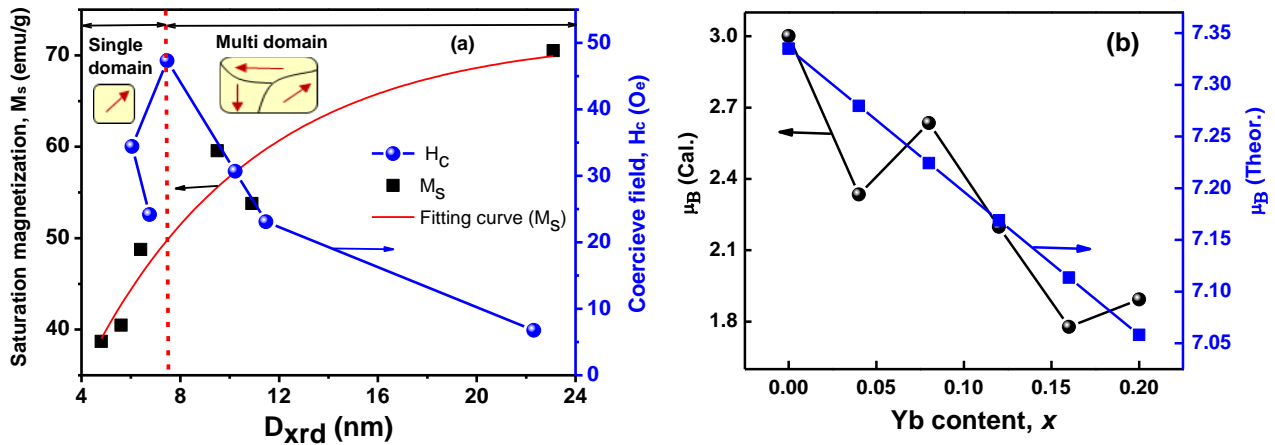 (a)
Single
domain
Multi domain
Saturation magnetization, Ms (emu/g)
70
60
50
40
4
8
12
16
20
24
Dxrd (nm)
50
40
30
20
10
0
Coercieve field, Hc (Oe)
HC
MS
Fitting curve (MS)
(b)
μB (Cal.)
3.0
2.7
2.4
2.1
1.8
0.00
0.05
0.10
0.15
0.20
Yb content, x
7.35
7.30
7.25
7.20
7.15
7.10
7.05
μB (Theor.)